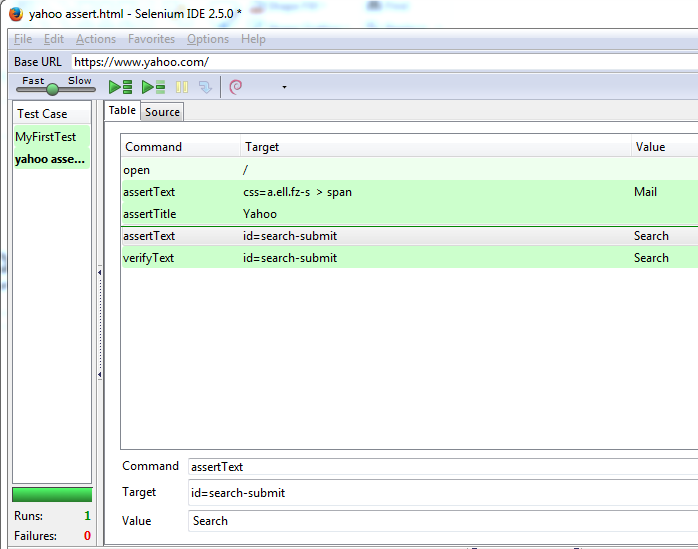 yahoo assert.html - Selenium IDE 2.5.0 *
File Edit Actions Favorites Options Help
Base URL https://www.yahoo.com/
Fast Slow
Test Case
Table Source
MyFirstTest
yahoo asse...
Command Target Value
open /
assertText css=a.ell.fz-s > span Mail
assertTitle Yahoo
assertText id=search-submit Search
verifyText id=search-submit Search
Command assertText
Target id=search-submit
Value Search
Runs: 1
Failures: 0